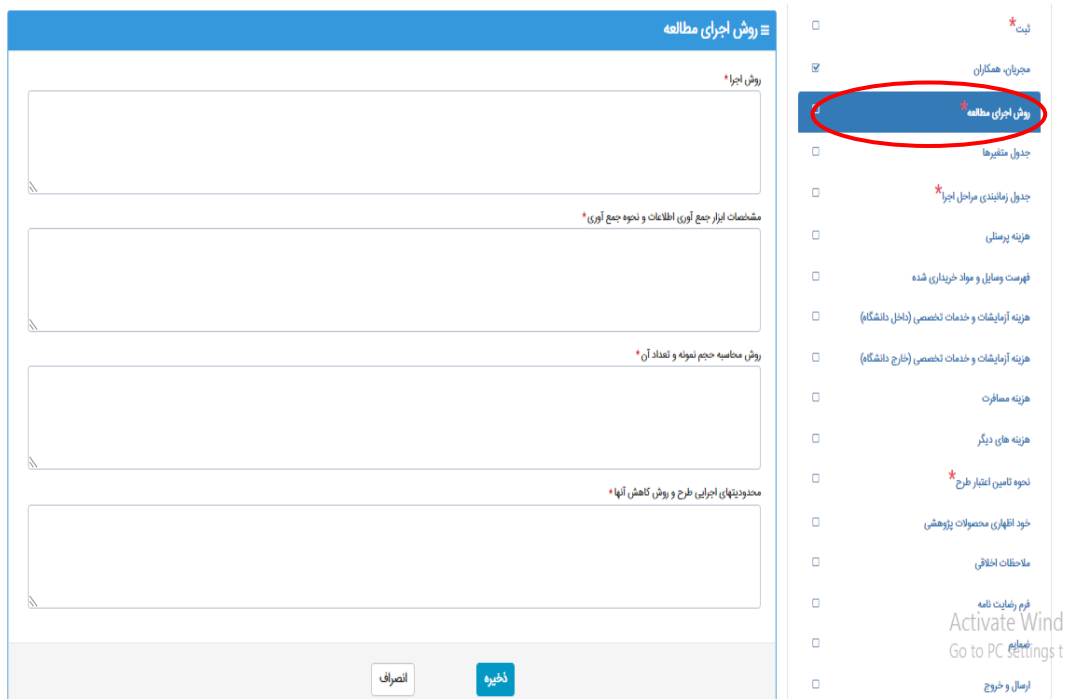 ثبت*
مجریان، همکاران
روش اجرای مطالعه*
جدول متغیرها
جدول زمانبندی مراحل اجرا*
هزینه پرسنلی
فهرست وسایل و مواد خریداری شده
هزینه آزمایشات و خدمات تخصصی (داخل دانشگاه)
هزینه آزمایشات و خدمات تخصصی (خارج دانشگاه)
هزینه مسافرت
هزینه های دیگر
نحوه تامین اعتبار طرح*
خود اظهاری محصولات پژوهشی
ملاحظات اخلاقی
فرم رضایت نامه
ضمایم
ارسال و خروج
روش اجرای مطالعه
روش اجرا *
مشخصات ابزار جمع آوری اطلاعات و نحوه جمع آوری *
روش محاسبه حجم نمونه و تعداد آن *
محدودیتهای اجرایی طرح و روش کاهش آنها *
ذخیره
انصراف
Activate Wind
Go to PC settings t